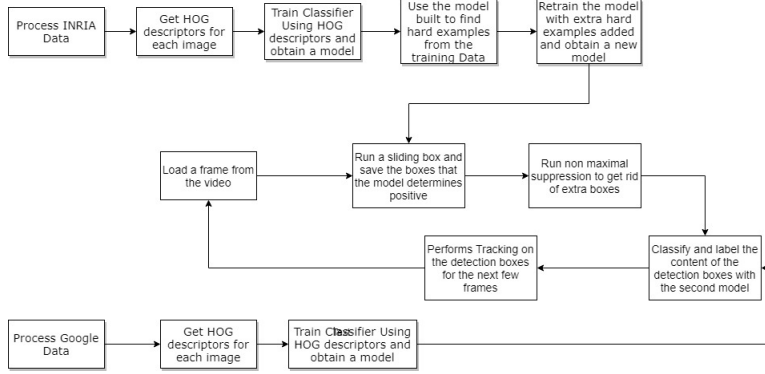 Process INRIA
Data
Get HOG
descriptors for
each image
Train Classifier
Using HOG
descriptors and
obtain a model
Use the model
built to find
hard examples
from the
training Data
Retrain the model
with extra hard
examples added
and obtain a new
model
Load a frame from
the video
Run a sliding box and
save the boxes that
the model determines
positive
Run non maximal
suppression to get rid
of extra boxes
Performs Tracking on
the detection boxes
for the next few
frames
Classify and label the
content of the
detection boxes with
the second model
Process Google
Data
Get HOG
descriptors for
each image
Train Classifier Using
HOG descriptors and
obtain a model